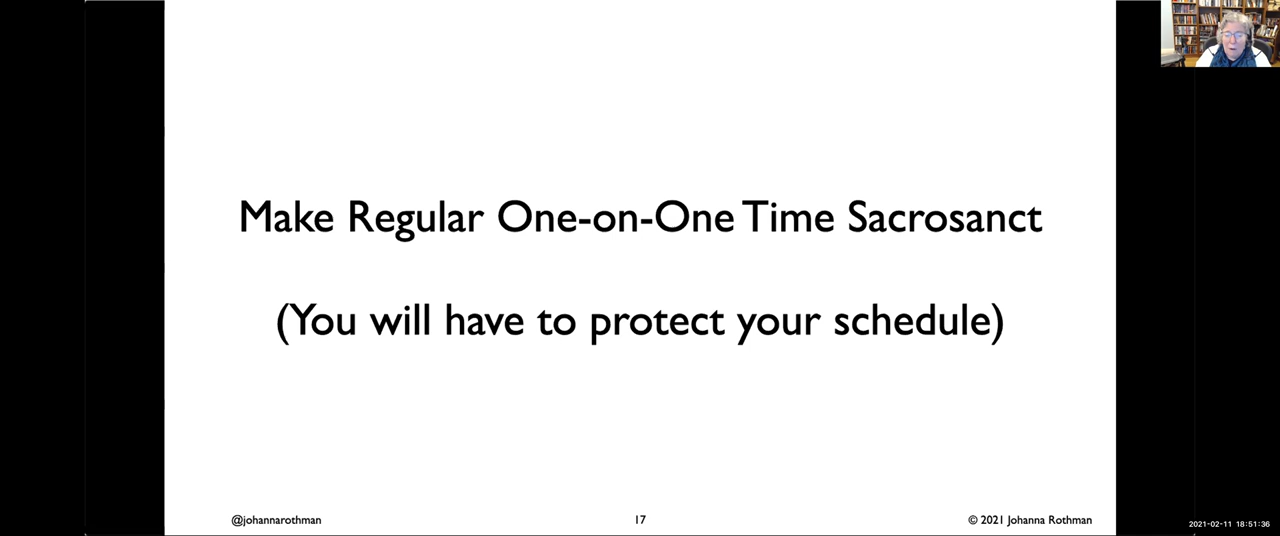 Make Regular One-on-One Time Sacrosanct
(You will have to protect your schedule)
@johannarothman
17
© 2021 Johanna Rothman
2021-02-11 18:51:36